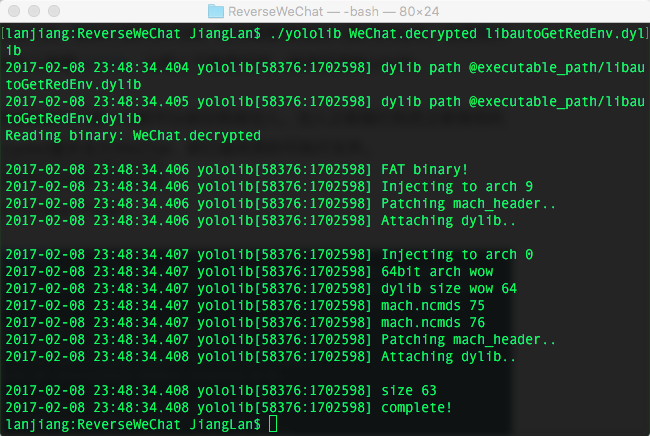 ReverseWeChat — -bash — 80×24
[lanjiang:ReverseWeChat JiangLan$ ./yololib WeChat.decrypted libautoGetRedEnv.dyl]
ib
2017-02-08 23:48:34.404 yololib[58376:1702598] dylib path @executable_path/libau
toGetRedEnv.dylib
2017-02-08 23:48:34.405 yololib[58376:1702598] dylib path @executable_path/libau
toGetRedEnv.dylib
Reading binary: WeChat.decrypted
2017-02-08 23:48:34.406 yololib[58376:1702598] FAT binary!
2017-02-08 23:48:34.406 yololib[58376:1702598] Injecting to arch 9
2017-02-08 23:48:34.406 yololib[58376:1702598] Patching mach_header..
2017-02-08 23:48:34.406 yololib[58376:1702598] Attaching dylib..
2017-02-08 23:48:34.407 yololib[58376:1702598] Injecting to arch 0
2017-02-08 23:48:34.407 yololib[58376:1702598] 64bit arch wow
2017-02-08 23:48:34.407 yololib[58376:1702598] dylib size wow 64
2017-02-08 23:48:34.407 yololib[58376:1702598] mach.ncmds 75
2017-02-08 23:48:34.407 yololib[58376:1702598] mach.ncmds 76
2017-02-08 23:48:34.407 yololib[58376:1702598] Patching mach_header..
2017-02-08 23:48:34.408 yololib[58376:1702598] Attaching dylib..
2017-02-08 23:48:34.408 yololib[58376:1702598] size 63
2017-02-08 23:48:34.408 yololib[58376:1702598] complete!
lanjiang:ReverseWeChat JiangLan$